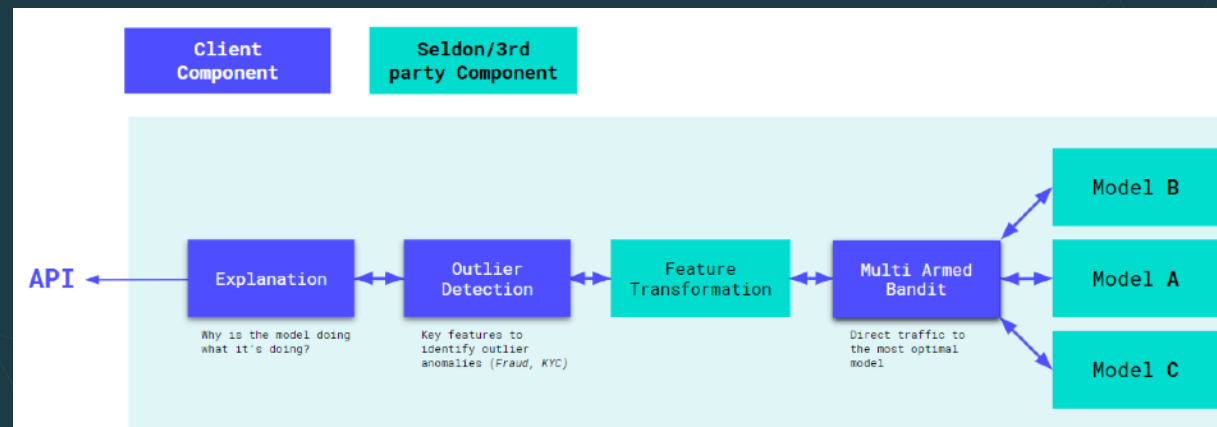 Client
Component
Seldon/3rd
party Component
Model B
API
Explanation
Outlier
Detection
Feature
Transformation
Multi Armed
Bandit
Model A
Why is the model doing
what it's doing?
Key features to
identify outlier
anomalies (Fraud, KYC)
Direct traffic to
the most optimal
model
Model C